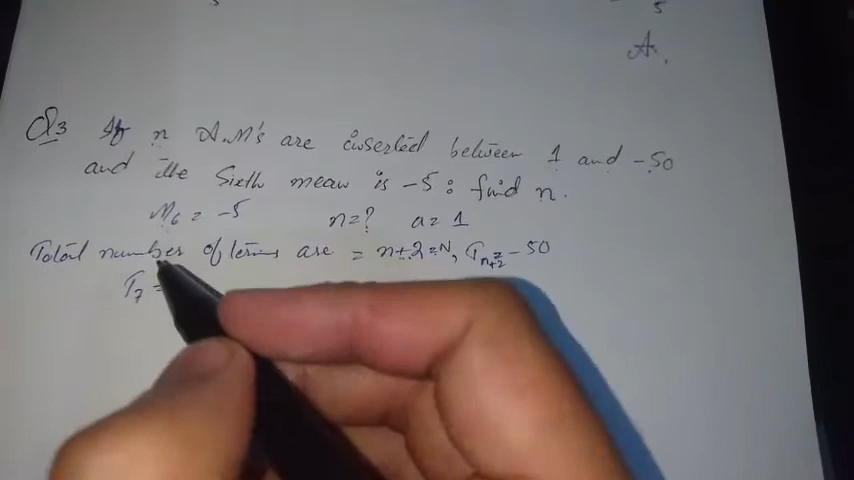 5
A.
Q3 If n A.M's are inserted between 1 and -50
and the Sixth mean is -5: find n.
M6 = -5 n=? a=1
Total number of terms are = n+2=N, Tn+2=-50
T7 =